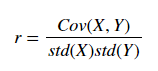 r = Cov(X, Y) / std(X)std(Y)